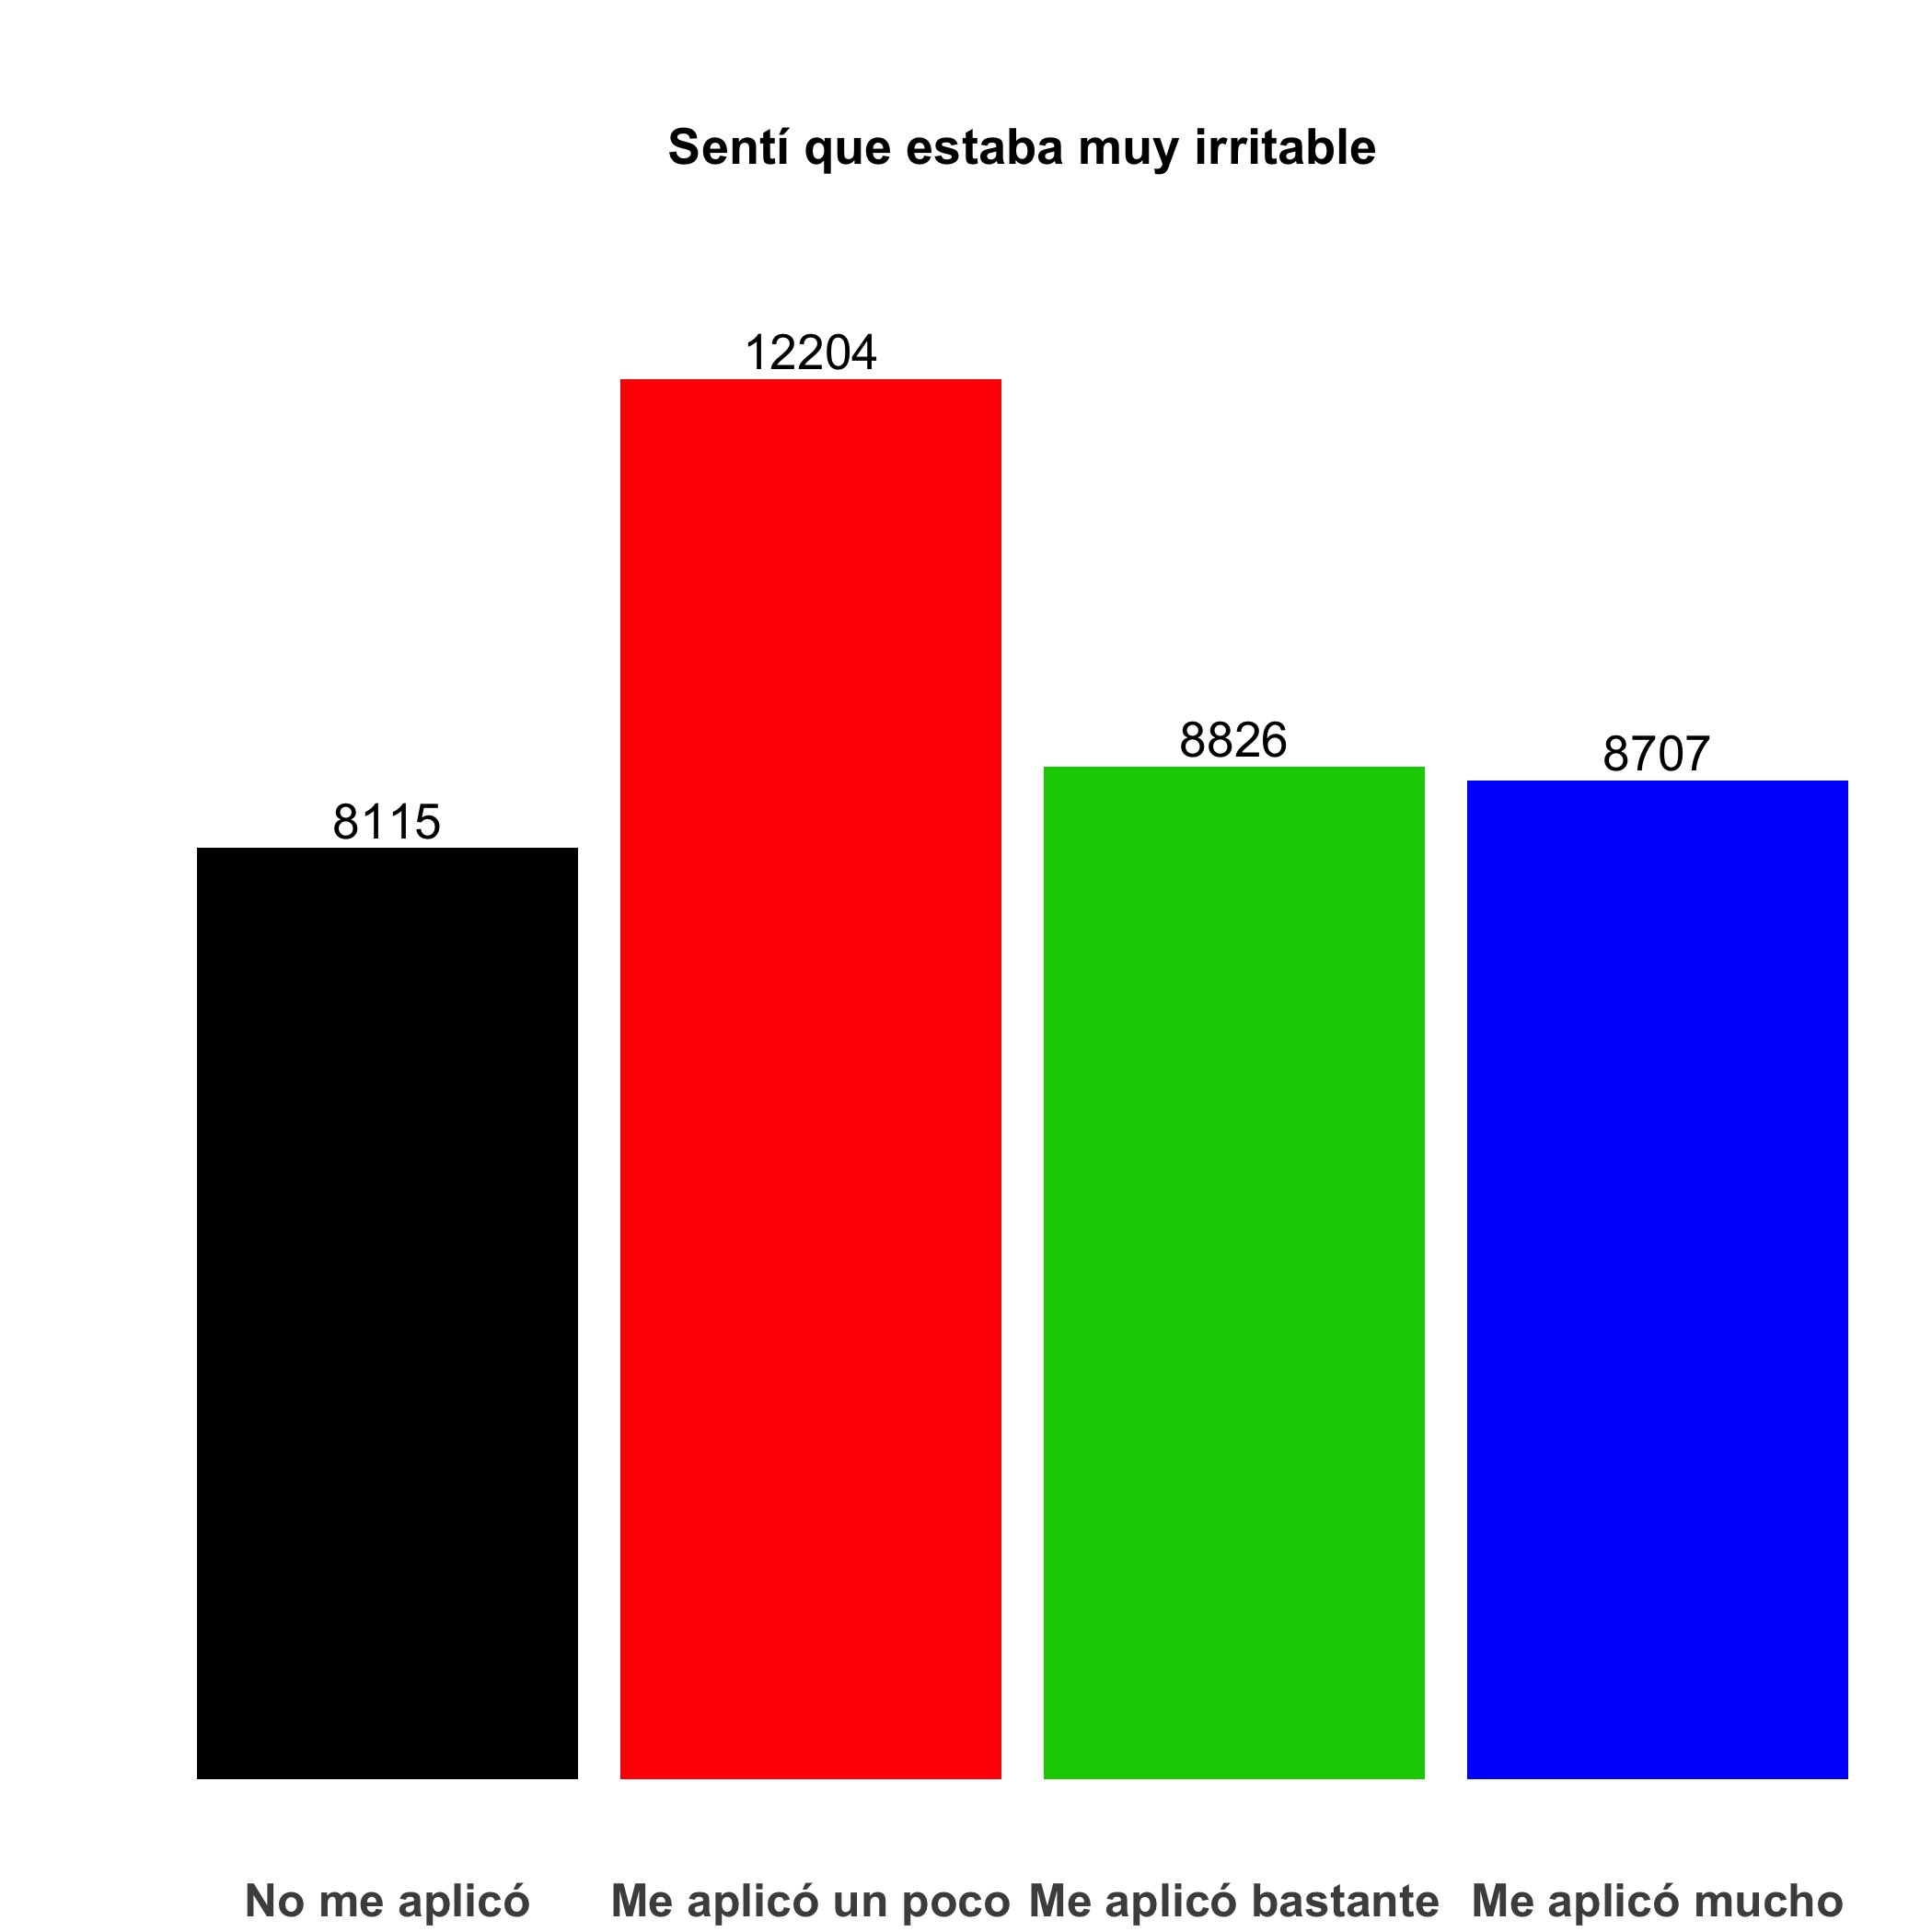 Sentí que estaba muy irritable
12204
8826
8707
8115
No me aplicó
Me aplicó un poco
Me aplicó bastante
Me aplicó mucho